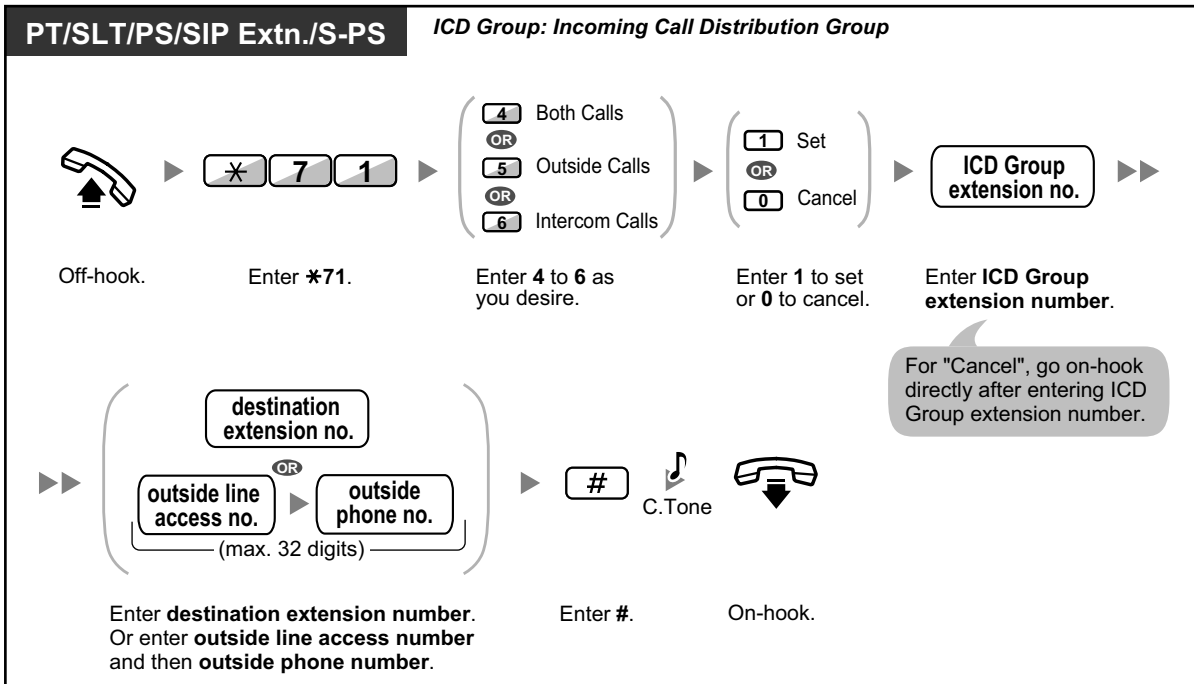 PT/SLT/PS/SIP Extn./S-PS
ICD Group: Incoming Call Distribution Group
4 Both Calls
OR
5 Outside Calls
OR
6 Intercom Calls
1 Set
OR
0 Cancel
✳ 7 1
ICD Group
extension no.
Off-hook.
Enter ✳71.
Enter 4 to 6 as
you desire.
Enter 1 to set
or 0 to cancel.
Enter ICD Group
extension number.
For "Cancel", go on-hook
directly after entering ICD
Group extension number.
destination
extension no.
OR
outside line
access no.
outside
phone no.
(max. 32 digits)
#
C.Tone
Enter destination extension number.
Or enter outside line access number
and then outside phone number.
Enter #.
On-hook.